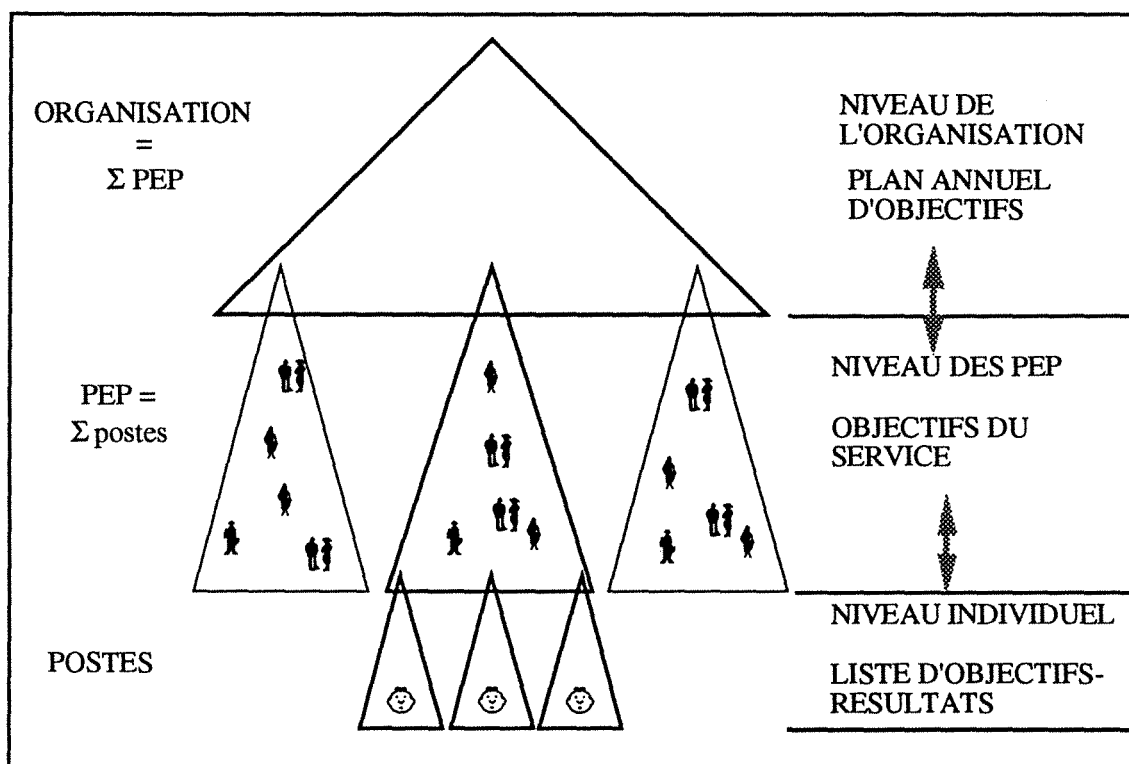 ORGANISATION
=
Σ PEP
NIVEAU DE
L'ORGANISATION
PLAN ANNUEL
D'OBJECTIFS
PEP =
Σ postes
NIVEAU DES PEP
OBJECTIFS DU
SERVICE
POSTES
NIVEAU INDIVIDUEL
LISTE D'OBJECTIFS-
RESULTATS